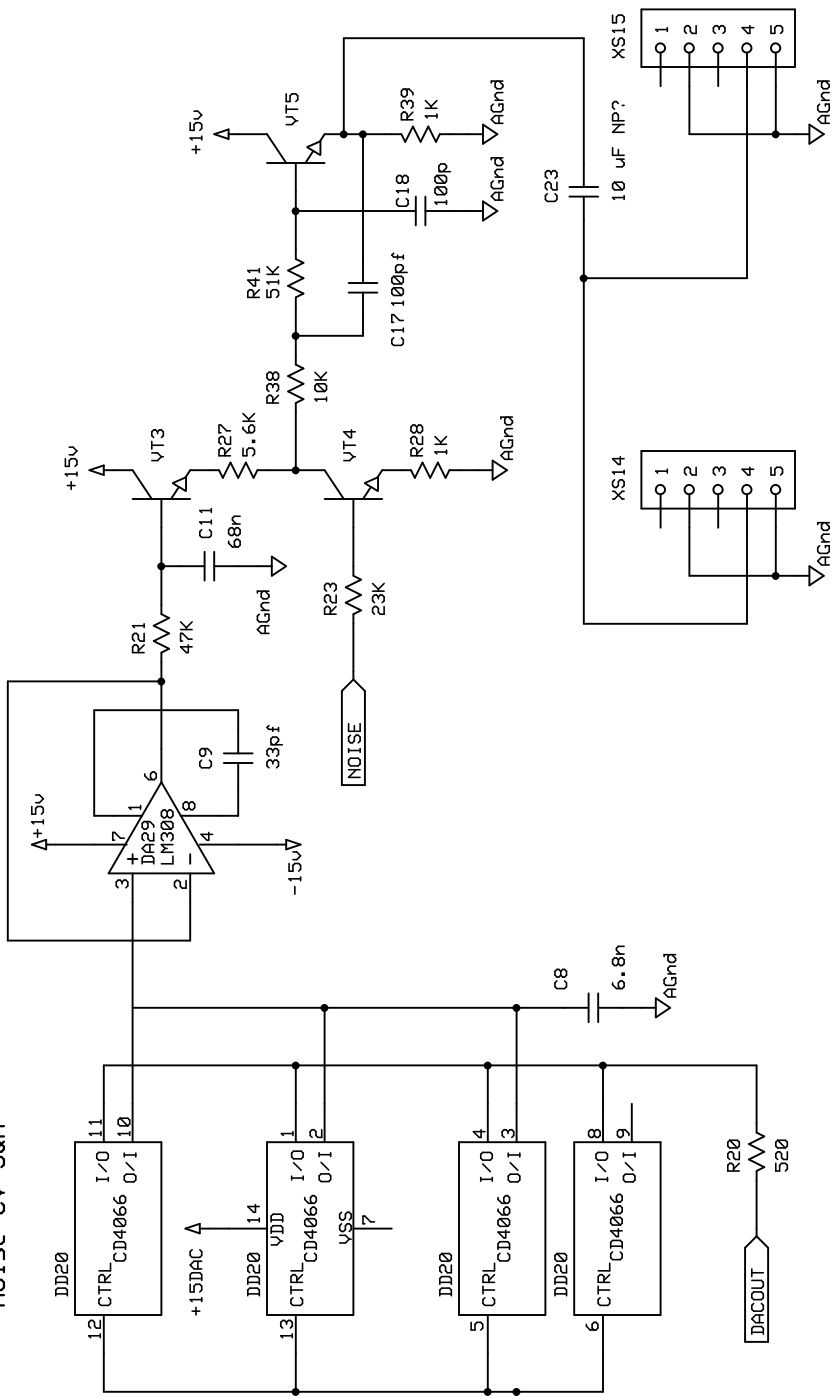 Noise CV S&H
DD20
12
CTRL
I/O
11
O/I
10
CD4066
+15DAC
14
VDD
DD20
13
CTRL
I/O
1
O/I
2
CD4066
VSS
7
DD20
5
CTRL
I/O
4
O/I
3
CD4066
DD20
6
CTRL
I/O
8
O/I
9
CD4066
DACOUT
R20
520
C8
6.8n
AGnd
+15v
7
3
+
DA29
LM308
2
-
1
6
8
4
-15v
C9
33pf
R21
47K
C11
68n
AGnd
+15v
VT3
R27
5.6K
NOISE
R23
23K
VT4
R28
1K
AGnd
R38
10K
R41
51K
C17 100pf
+15v
VT5
C18
100p
AGnd
R39
1K
AGnd
C23
10 uF NP?
XS14
1
2
3
4
5
AGnd
XS15
1
2
3
4
5
AGnd